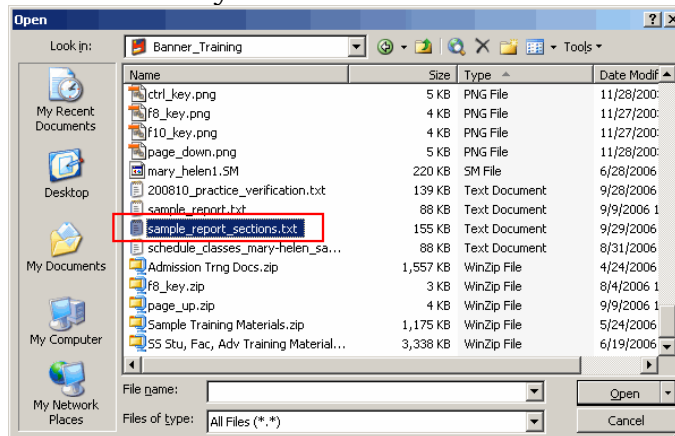 Open
Look in: Banner_Training Tools
Name Size Type Date Modif
ctrl_key.png 5 KB PNG File 11/28/200
f8_key.png 4 KB PNG File 11/27/200
f10_key.png 4 KB PNG File 11/27/200
page_down.png 5 KB PNG File 11/28/200
mary_helen1.SM 220 KB SM File 6/28/2006
200810_practice_verification.txt 139 KB Text Document 9/28/2006
sample_report.txt 88 KB Text Document 9/9/2006 1
sample_report_sections.txt 155 KB Text Document 9/29/2006
schedule_classes_mary-helen_sa... 88 KB Text Document 8/31/2006
Admission Trng Docs.zip 1,557 KB WinZip File 4/24/2006
f8_key.zip 3 KB WinZip File 8/4/2006 1
page_up.zip 4 KB WinZip File 9/9/2006 1
Sample Training Materials.zip 1,175 KB WinZip File 5/24/2006
SS Stu, Fac, Adv Training Material... 3,338 KB WinZip File 6/19/2006
My Recent
Documents
Desktop
My Documents
My Computer
My Network
Places
File name: Open
Files of type: All Files (*.*) Cancel